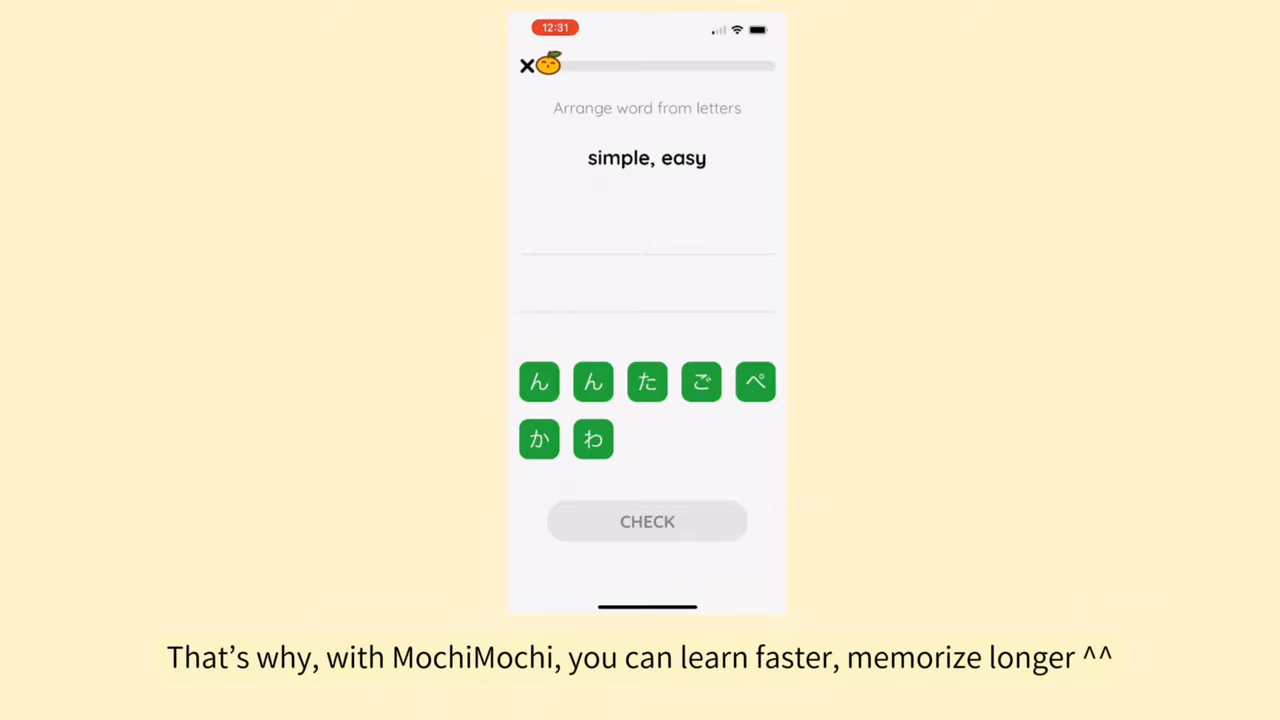 12:31
Arrange word from letters
simple, easy
ん ん た ご ぺ
か わ
CHECK
That’s why, with MochiMochi, you can learn faster, memorize longer ^^